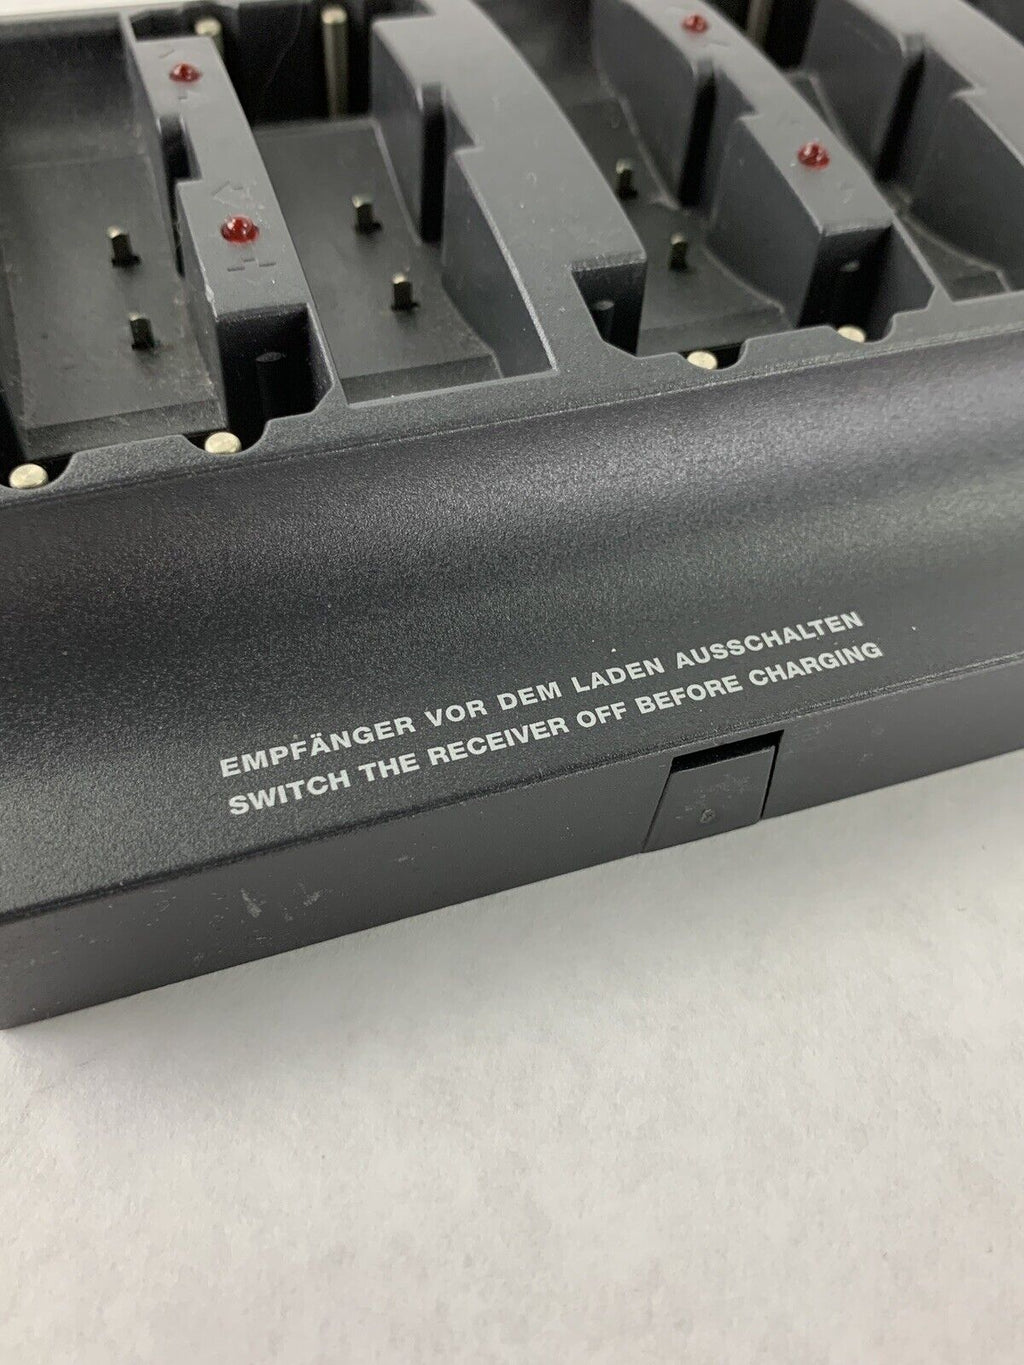 EMPFÄNGER VOR DEM LADEN AUSSCHALTEN
SWITCH THE RECEIVER OFF BEFORE CHARGING